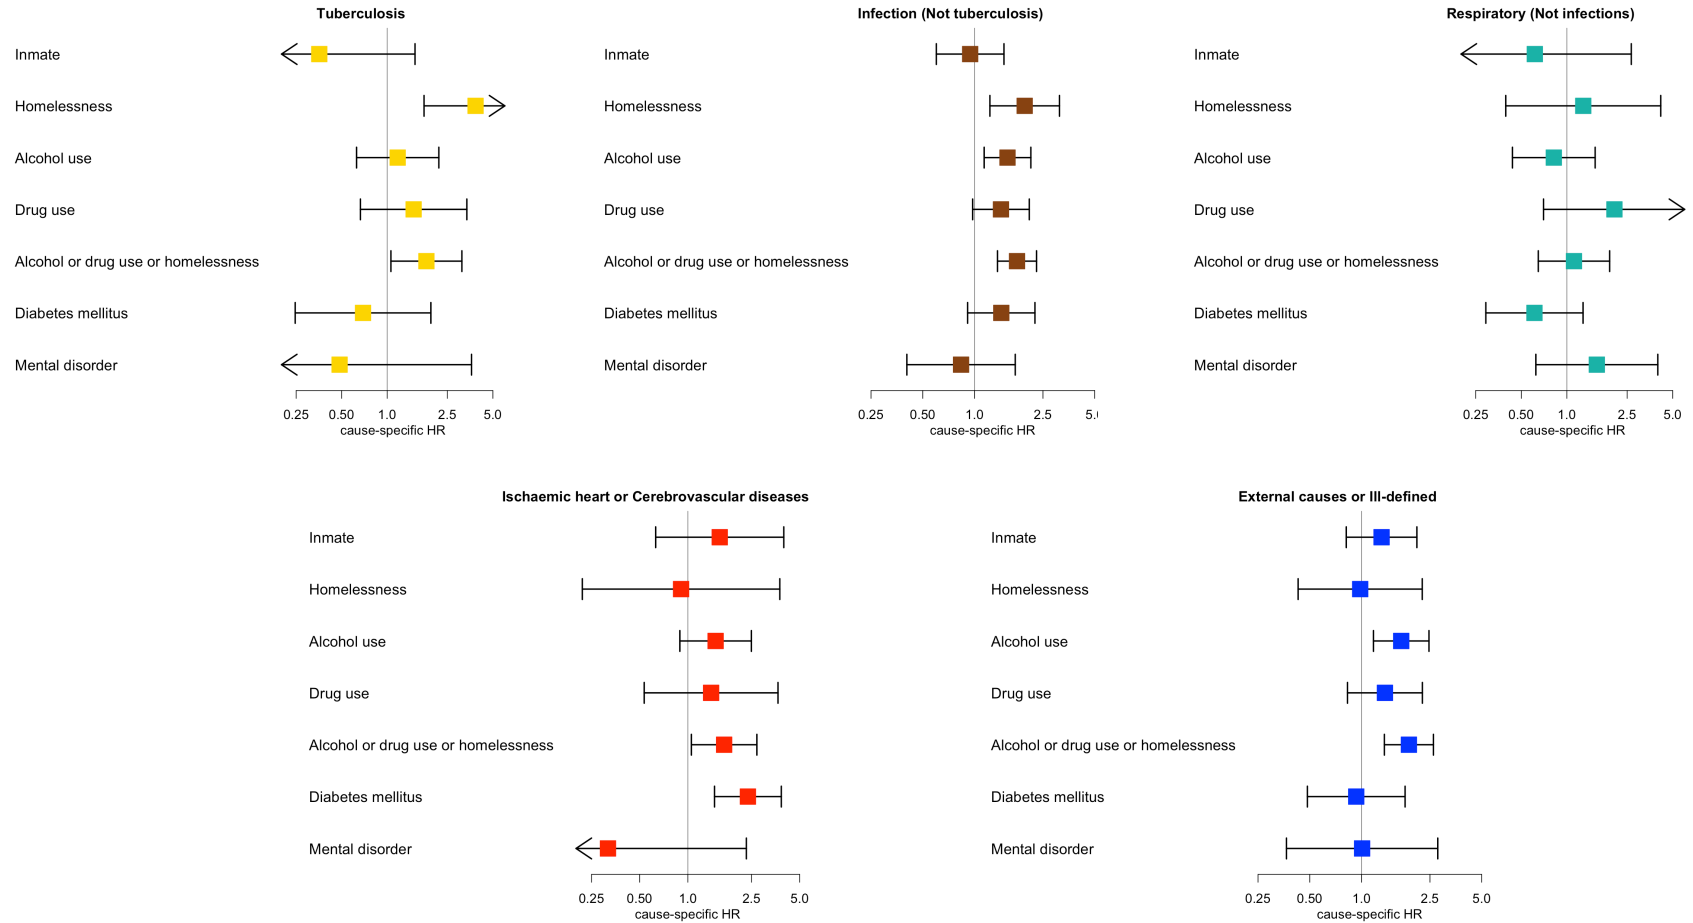 Tuberculosis
Inmate
Homelessness
Alcohol use
Drug use
Alcohol or drug use or homelessness
Diabetes mellitus
Mental disorder
0.25 0.50 1.0 2.5 5.0
cause-specific HR
Infection (Not tuberculosis)
Inmate
Homelessness
Alcohol use
Drug use
Alcohol or drug use or homelessness
Diabetes mellitus
Mental disorder
0.25 0.50 1.0 2.5 5.0
cause-specific HR
Respiratory (Not infections)
Inmate
Homelessness
Alcohol use
Drug use
Alcohol or drug use or homelessness
Diabetes mellitus
Mental disorder
0.25 0.50 1.0 2.5 5.0
cause-specific HR
Ischaemic heart or Cerebrovascular diseases
Inmate
Homelessness
Alcohol use
Drug use
Alcohol or drug use or homelessness
Diabetes mellitus
Mental disorder
0.25 0.50 1.0 2.5 5.0
cause-specific HR
External causes or Ill-defined
Inmate
Homelessness
Alcohol use
Drug use
Alcohol or drug use or homelessness
Diabetes mellitus
Mental disorder
0.25 0.50 1.0 2.5 5.0
cause-specific HR